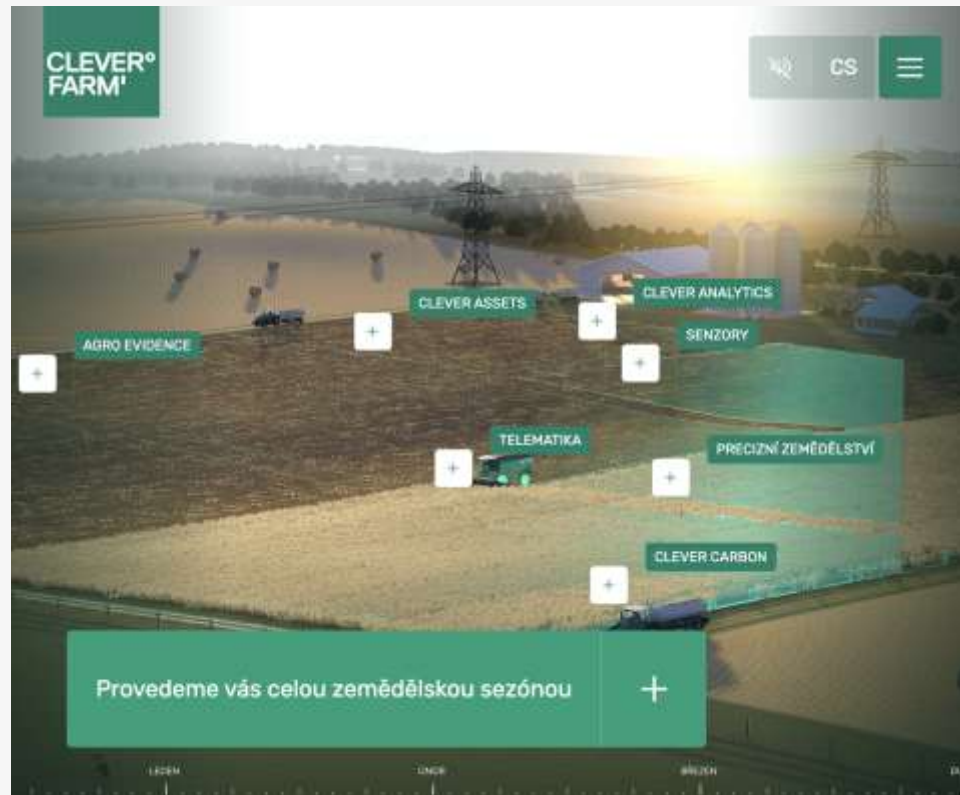 CLEVER°
FARM'
CS
CLEVER ANALYTICS
CLEVER ASSETS
SENZORY
AGRO EVIDENCE
TELEMATIKA
PRECIZNÍ ZEMĚDĚLSTVÍ
CLEVER CARBON
Provedeme vás celou zemědělskou sezónou
LEDEN
ÚNOR
BŘEZEN